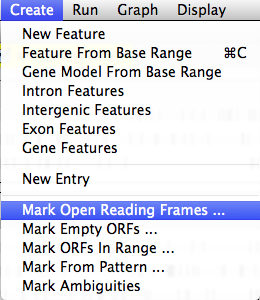 Create Run Graph Display
New Feature
Feature From Base Range ⌘C
Gene Model From Base Range
Intron Features
Intergenic Features
Exon Features
Gene Features
New Entry
Mark Open Reading Frames ...
Mark Empty ORFs ...
Mark ORFs In Range ...
Mark From Pattern ...
Mark Ambiguities